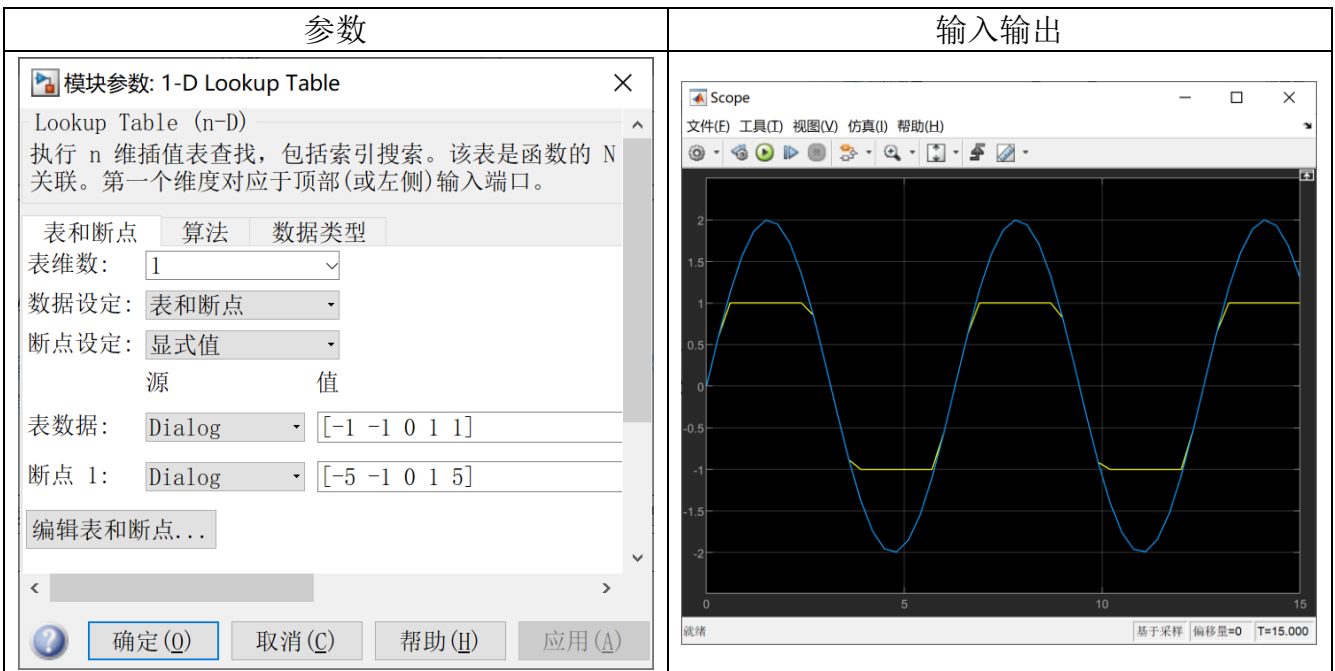 参数
输入输出
模块参数: 1-D Lookup Table
Lookup Table (n-D)
执行 n 维插值表查找，包括索引搜索。该表是函数的 N
关联。第一个维度对应于顶部(或左侧)输入端口。
表和断点 算法 数据类型
表维数: 1
数据设定: 表和断点
断点设定: 显式值
源 值
表数据: Dialog [-1 -1 0 1 1]
断点 1: Dialog [-5 -1 0 1 5]
编辑表和断点...
确定(O) 取消(C) 帮助(H) 应用(A)
Scope
文件(F) 工具(T) 视图(V) 仿真(I) 帮助(H)
2
1.5
1
0.5
0
-0.5
-1
-1.5
-2
0 5 10 15
就绪 基于采样 偏移量=0 T=15.000